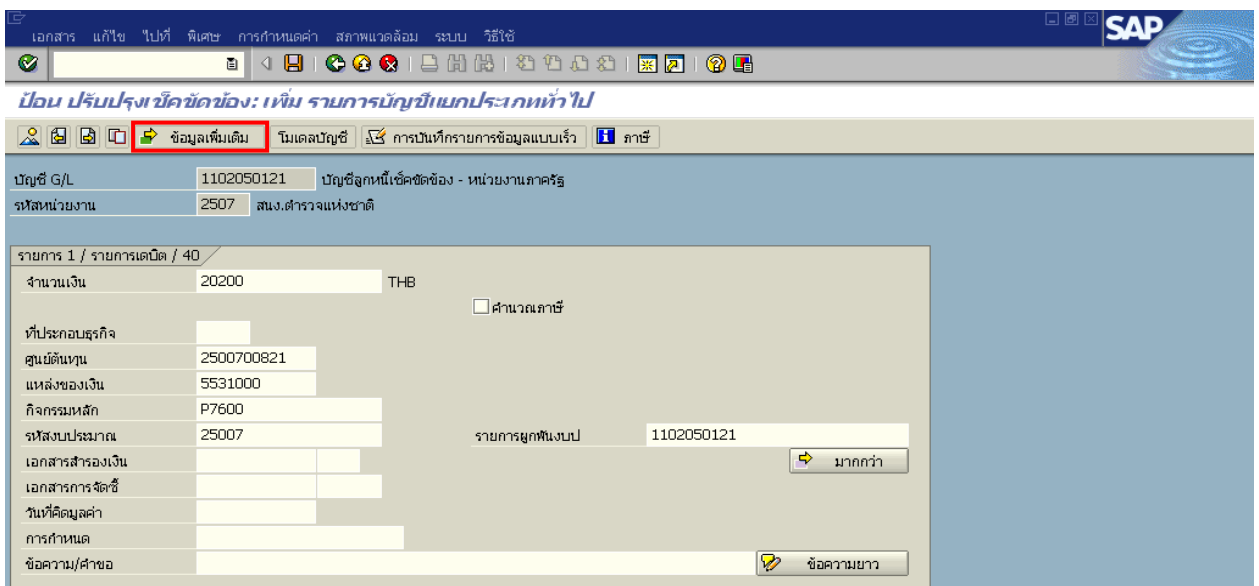 เอกสาร แก้ไข ไปที่ พิเศษ การกำหนดค่า สภาพแวดล้อม ระบบ วิธีใช้
SAP
ป้อน ปรับปรุงเช็คขัดข้อง: เพิ่ม รายการบัญชีแยกประเภททั่วไป
ข้อมูลเพิ่มเติม โมเดลบัญชี การบันทึกรายการข้อมูลแบบเร็ว ภาษี
บัญชี G/L 1102050121 บัญชีลูกหนี้เช็คขัดข้อง - หน่วยงานภาครัฐ
รหัสหน่วยงาน 2507 สนง.ตำรวจแห่งชาติ
รายการ 1 / รายการเดบิต / 40
จำนวนเงิน 20200 THB
คำนวณภาษี
ที่ประกอบธุรกิจ
ศูนย์ต้นทุน 2500700821
แหล่งของเงิน 5531000
กิจกรรมหลัก P7600
รหัสงบประมาณ 25007 รายการผูกพันงบป 1102050121
เอกสารสำรองเงิน มากกว่า
เอกสารการจัดซื้
วันที่คิดมูลค่า
การกำหนด
ข้อความ/คำขอ ข้อความยาว